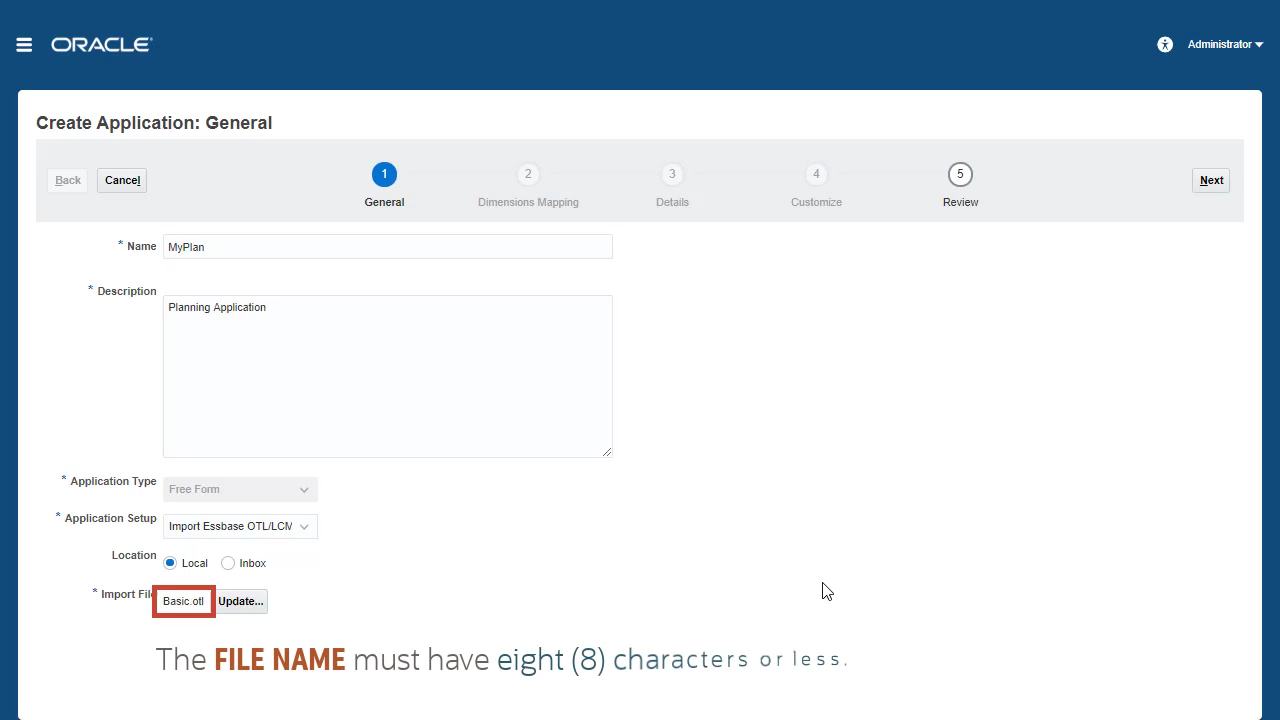 ORACLE
Administrator
Create Application: General
Back
Cancel
1
2
3
4
5
General
Dimensions Mapping
Details
Customize
Review
Next
* Name
MyPlan
* Description
Planning Application
* Application Type
Free Form
* Application Setup
Import Essbase OTL/LCM
Location
Local
Inbox
* Import File
Basic.otl
Update...
The FILE NAME must have eight (8) characters or less.